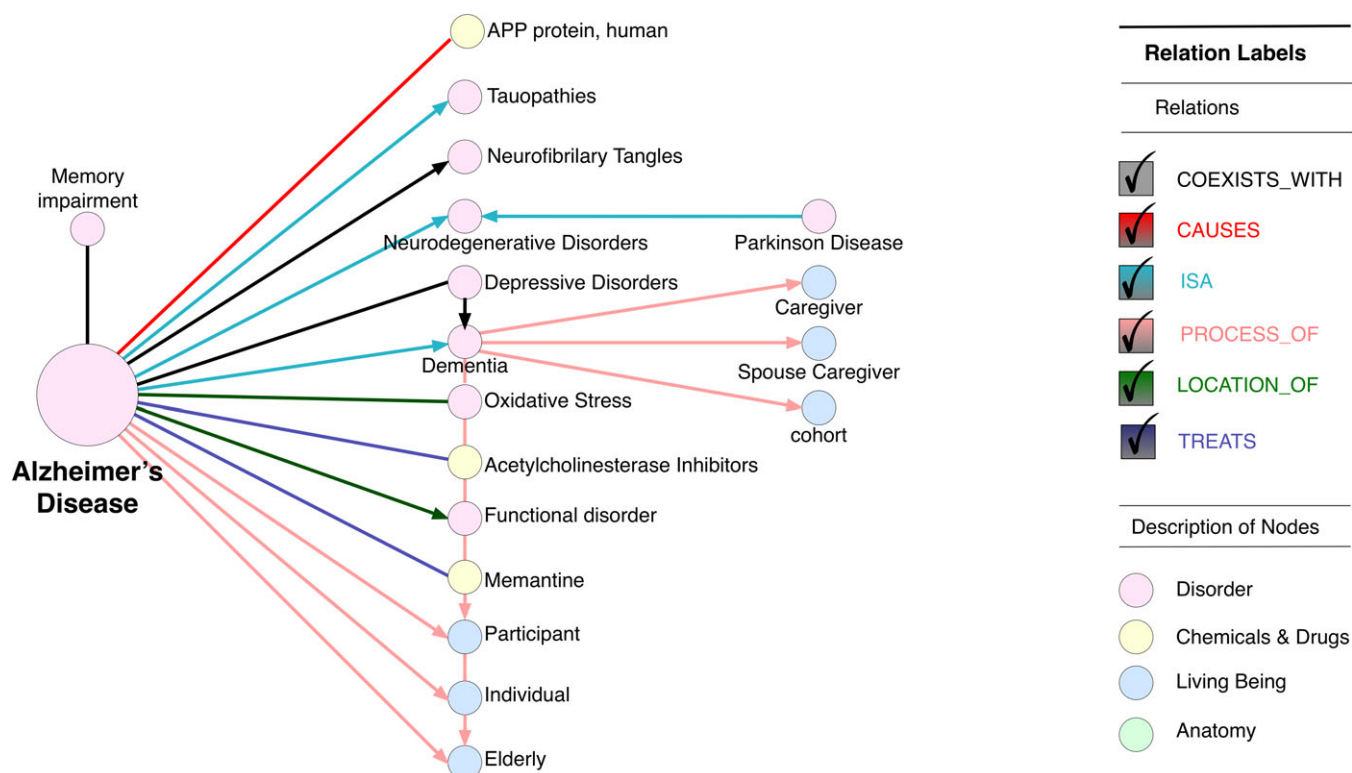 APP protein, human
Tauopathies
Neurofibrilary Tangles
Memory
impairment
Neurodegenerative Disorders
Parkinson Disease
Depressive Disorders
Caregiver
Dementia
Spouse Caregiver
Oxidative Stress
cohort
Alzheimer's
Disease
Acetylcholinesterase Inhibitors
Functional disorder
Memantine
Participant
Individual
Elderly
Relation Labels
Relations
COEXISTS_WITH
CAUSES
ISA
PROCESS_OF
LOCATION_OF
TREATS
Description of Nodes
Disorder
Chemicals & Drugs
Living Being
Anatomy